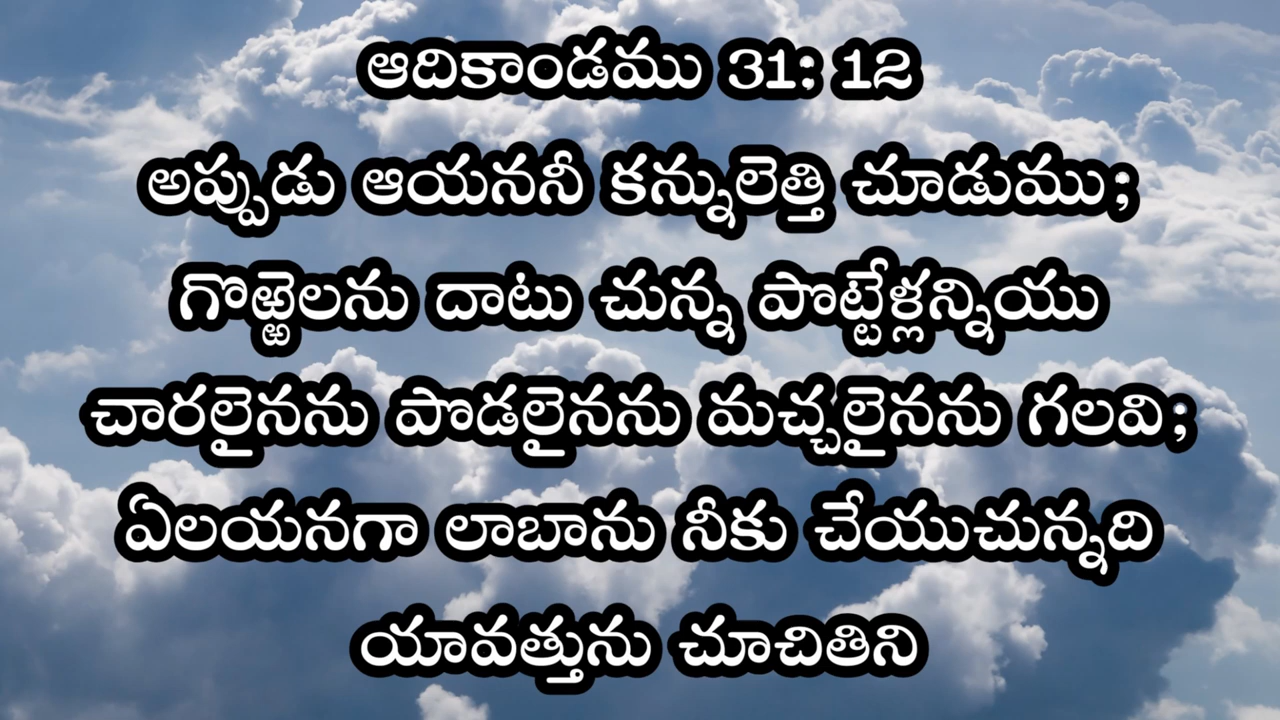 ఆదికాండము 31: 12
అప్పుడు ఆయననీ కన్నులెత్తి చూడుము;
గొఱ్ఱెలను దాటు చున్న పొట్టేళ్లన్నియు
చారలైనను పొడలైనను మచ్చలైనను గలవి;
ఏలయనగా లాబాను నీకు చేయుచున్నది
యావత్తును చూచితిని